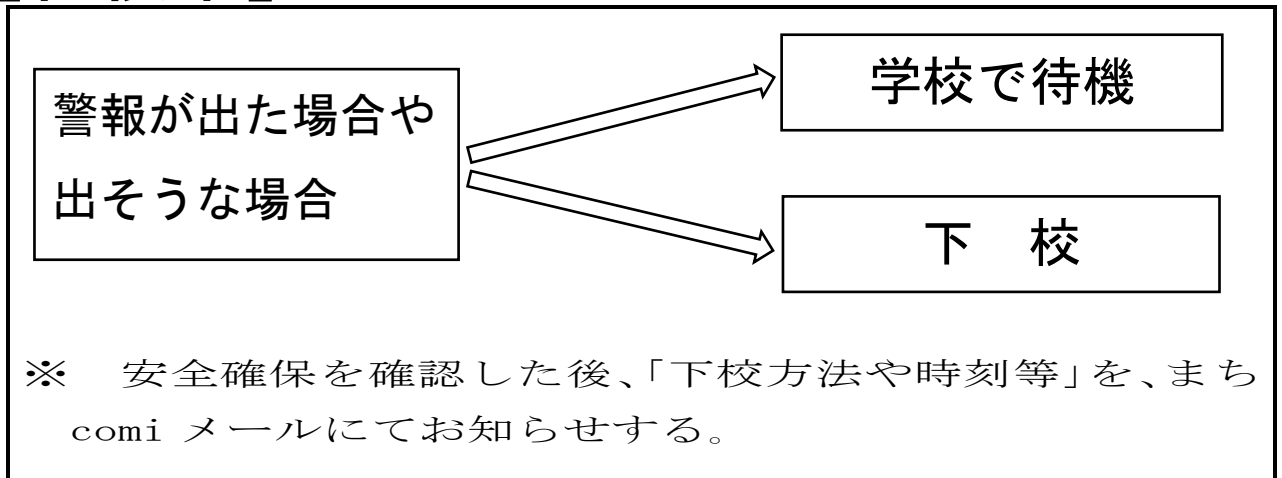 警報が出た場合や
出そうな場合
学校で待機
下　校
※　安全確保を確認した後、「下校方法や時刻等」を、まち
comi メールにてお知らせする。